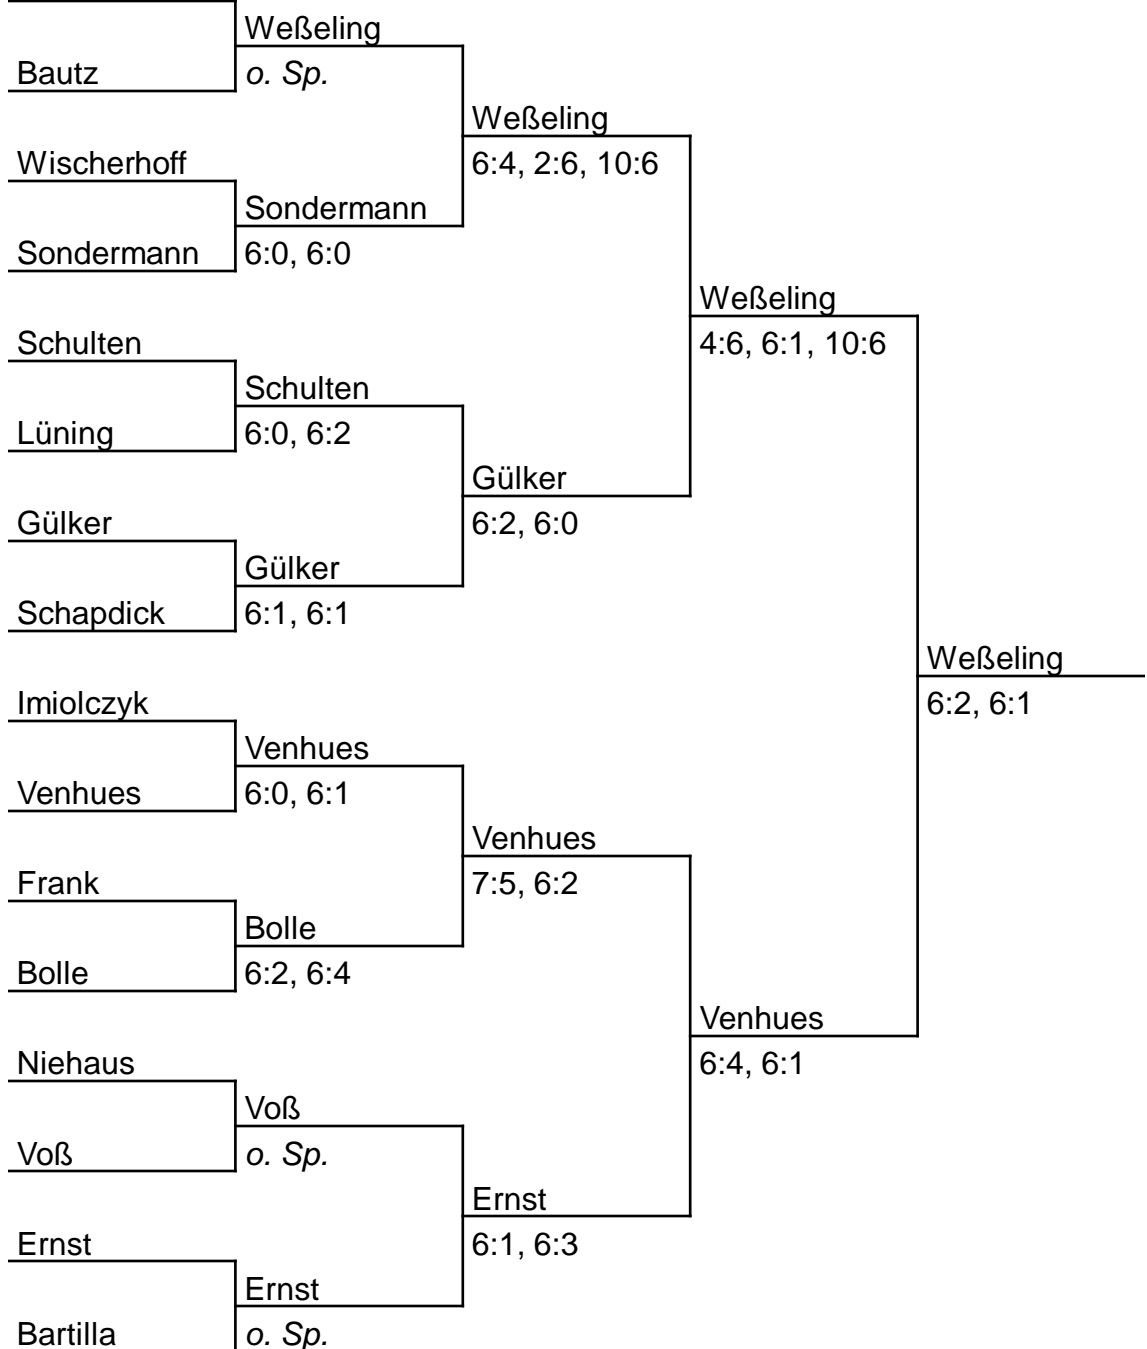 Weßeling
Bautz
o. Sp.
Weßeling
Wischerhoff
6:4, 2:6, 10:6
Sondermann
Sondermann
6:0, 6:0
Weßeling
Schulten
4:6, 6:1, 10:6
Schulten
Lüning
6:0, 6:2
Gülker
Gülker
6:2, 6:0
Gülker
Schapdick
6:1, 6:1
Weßeling
Imiolczyk
6:2, 6:1
Venhues
Venhues
6:0, 6:1
Venhues
Frank
7:5, 6:2
Bolle
Bolle
6:2, 6:4
Venhues
Niehaus
6:4, 6:1
Voß
Voß
o. Sp.
Ernst
Ernst
6:1, 6:3
Ernst
Bartilla
o. Sp.